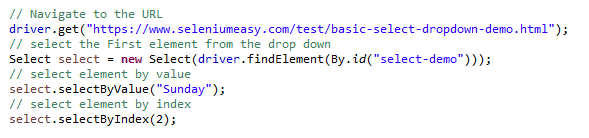 // Navigate to the URL
driver.get("https://www.seleniumeasy.com/test/basic-select-dropdown-demo.html");
// select the First element from the drop down
Select select = new Select(driver.findElement(By.id("select-demo")));
// select element by value
select.selectByValue("Sunday");
// select element by index
select.selectByIndex(2);